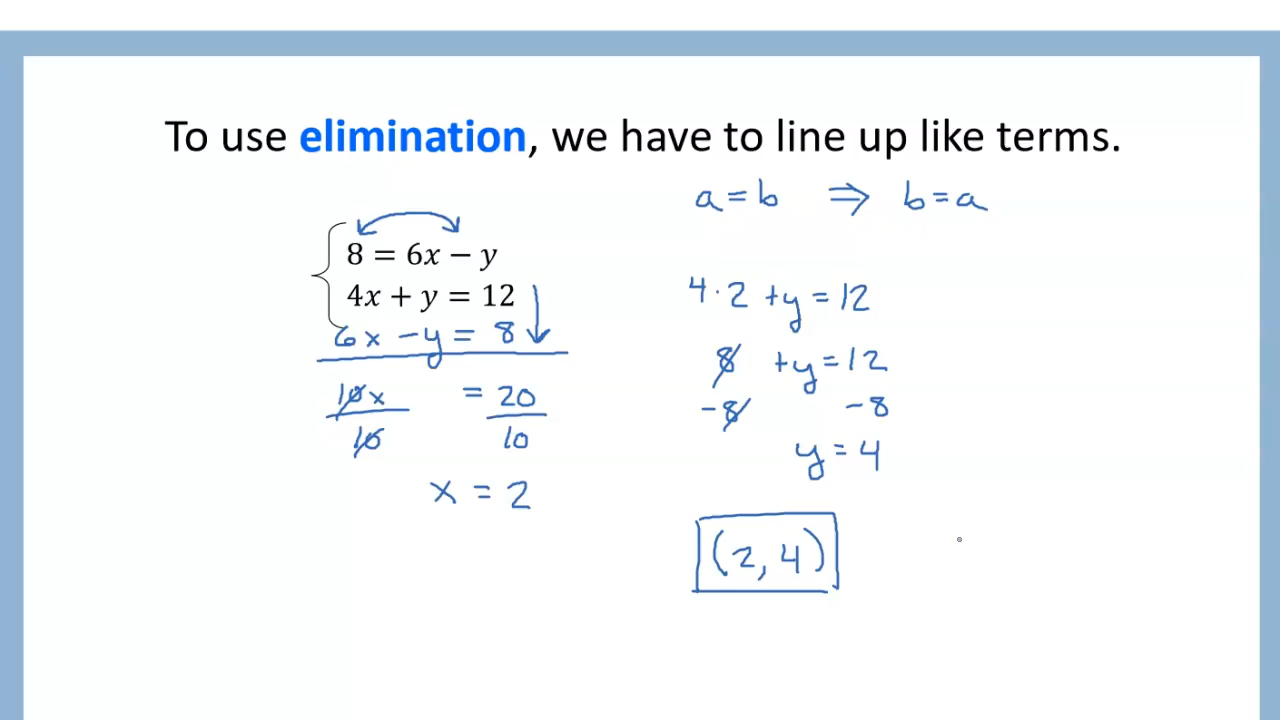 To use elimination, we have to line up like terms.
a = b ⇒ b = a
8 = 6x − y
4x + y = 12
6x − y = 8
10x = 20
10 10
x = 2
4 · 2 + y = 12
8 + y = 12
− 8 − 8
y = 4
(2, 4)